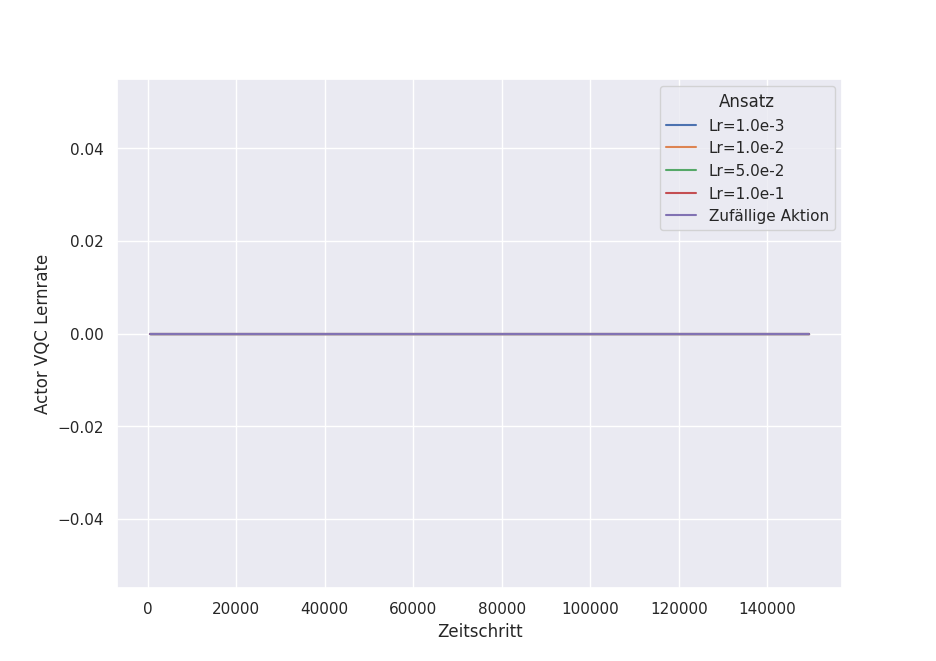 Ansatz
Lr=1.0e-3
Lr=1.0e-2
Lr=5.0e-2
Lr=1.0e-1
Zufällige Aktion
0.04
0.02
0.00
−0.02
−0.04
Actor VQC Lernrate
0 20000 40000 60000 80000 100000 120000 140000
Zeitschritt